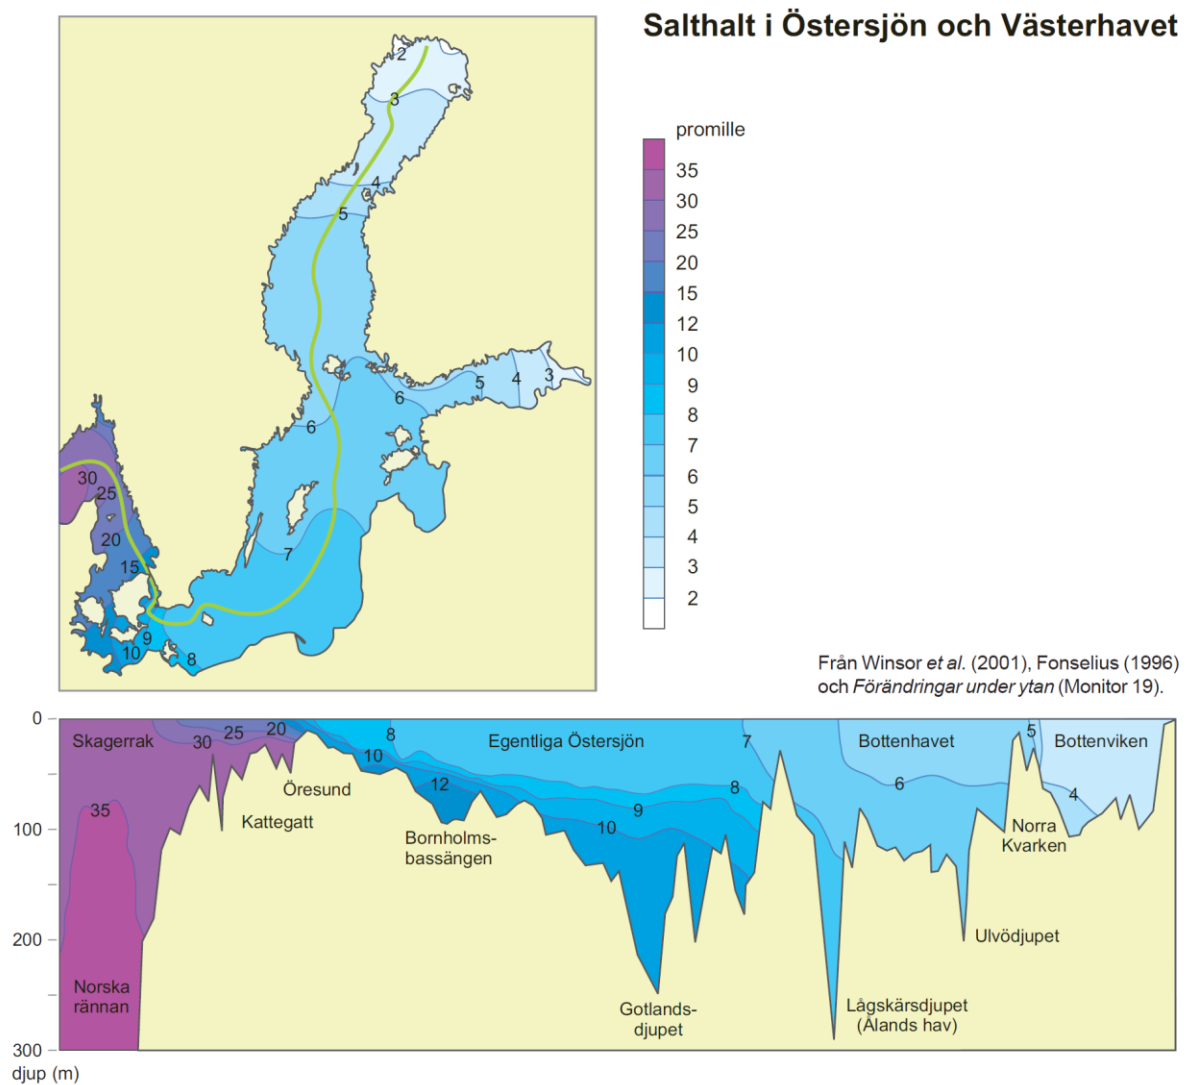 Salthalt i Östersjön och Västerhavet
promille
35
30
25
20
15
12
10
9
8
7
6
5
4
3
2
2
3
4
5
6
6
5
4
3
30
25
20
15
7
9
10
8
Från Winsor et al. (2001), Fonselius (1996)
och Förändringar under ytan (Monitor 19).
0
100
200
300
djup (m)
Skagerrak
30
25
20
35
Norska
rännan
Kattegatt
Öresund
8
10
12
Bornholms-
bassängen
Egentliga Östersjön
7
8
9
10
Gotlands-
djupet
Bottenhavet
6
5
Bottenviken
4
Norra
Kvarken
Ulvödjupet
Lågskärsdjupet
(Ålands hav)